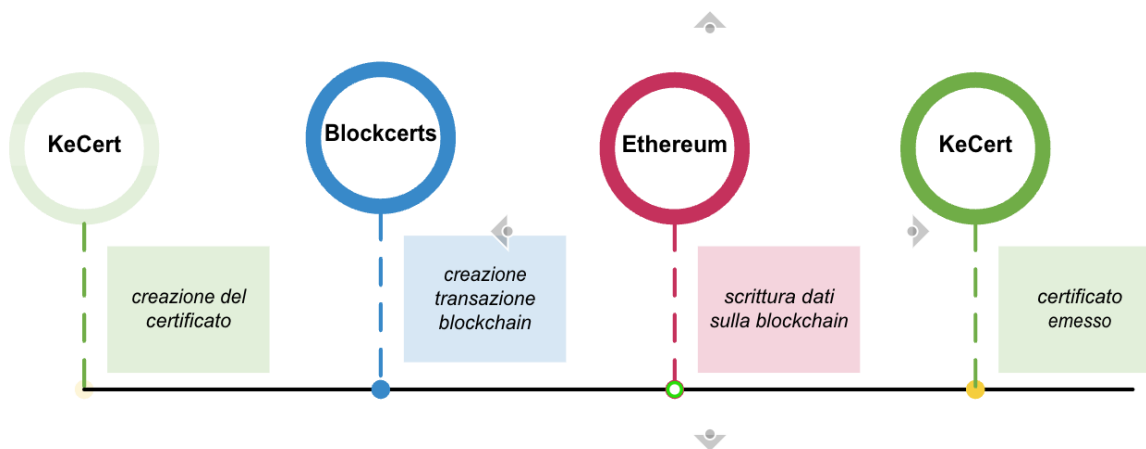 KeCert
Blockcerts
Ethereum
KeCert
creazione del
certificato
creazione
transazione
blockchain
scrittura dati
sulla blockchain
certificato
emesso